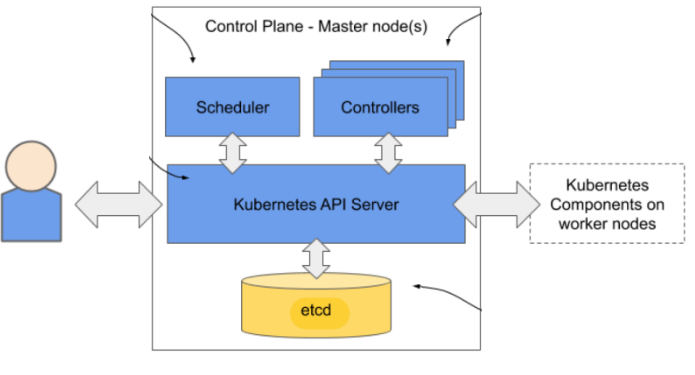 Control Plane - Master node(s)
Scheduler
Controllers
Kubernetes API Server
Kubernetes
Components on
worker nodes
etcd